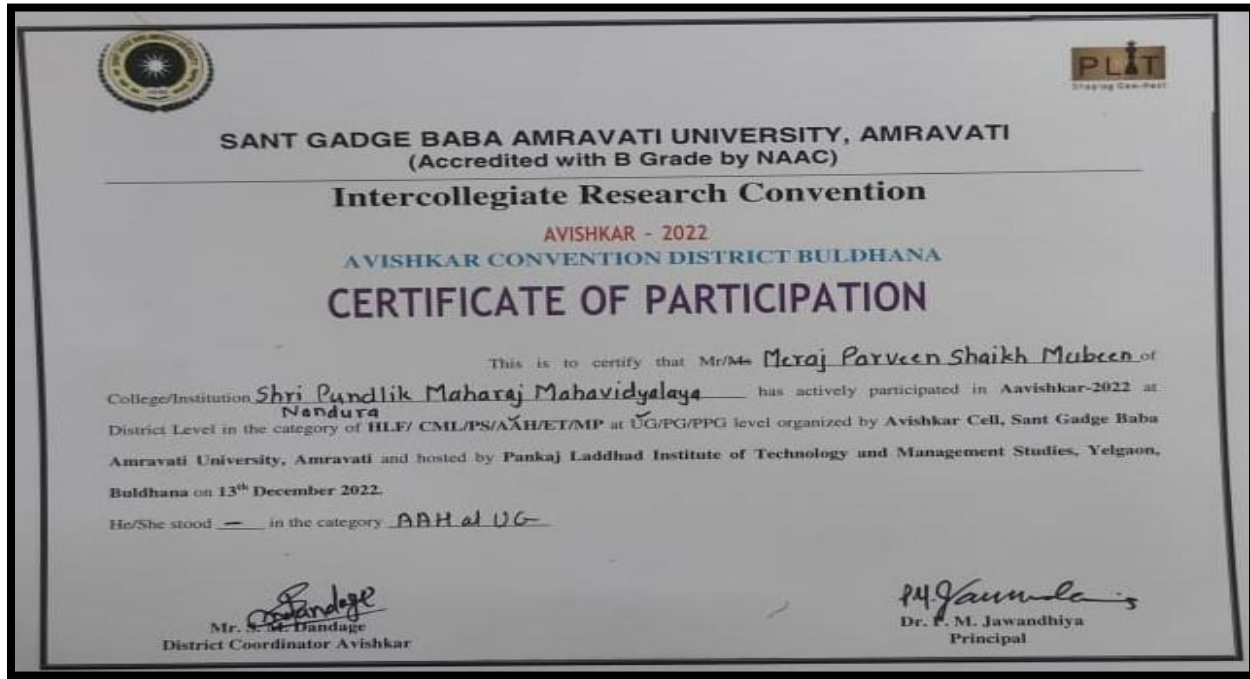 PLIT
SANT GADGE BABA AMRAVATI UNIVERSITY, AMRAVATI
(Accredited with B Grade by NAAC)
Intercollegiate Research Convention
AVISHKAR - 2022
AVISHKAR CONVENTION DISTRICT BULDHANA
CERTIFICATE OF PARTICIPATION
This is to certify that Mr/Ms Meraj Parveen Shaikh Mubeen of
College/Institution Shri Pundlik Maharaj Mahavidyalaya has actively participated in Aavishkar-2022 at
Nandura
District Level in the category of HLF/ CML/PS/AAH/ET/MP at UG/PG/PPG level organized by Avishkar Cell, Sant Gadge Baba
Amravati University, Amravati and hosted by Pankaj Laddhad Institute of Technology and Management Studies, Yelgaon,
Buldhana on 13th December 2022.
He/She stood — in the category AAH at UG
Mr. S. M. Dandage
District Coordinator Avishkar
Dr. P. M. Jawandhiya
Principal